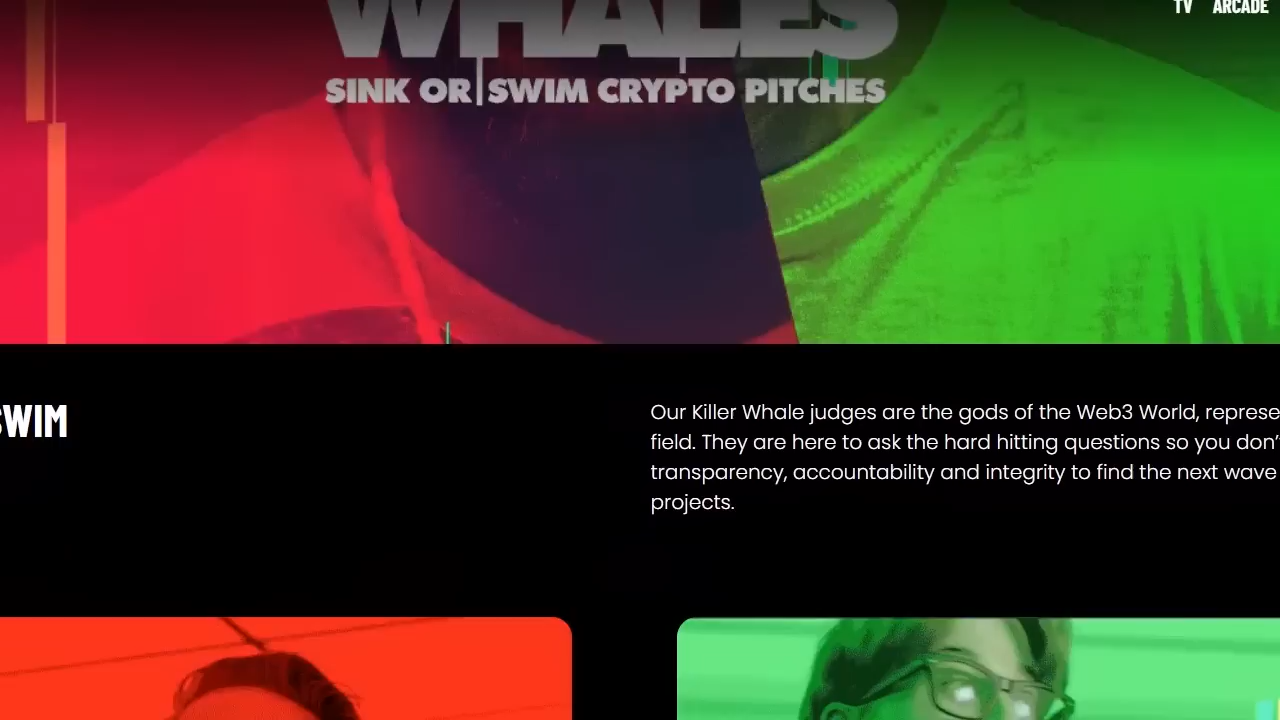 TV ARCADE
WHALES
SINK OR SWIM CRYPTO PITCHES
SWIM
Our Killer Whale judges are the gods of the Web3 World, represe
field. They are here to ask the hard hitting questions so you don't
transparency, accountability and integrity to find the next wave
projects.